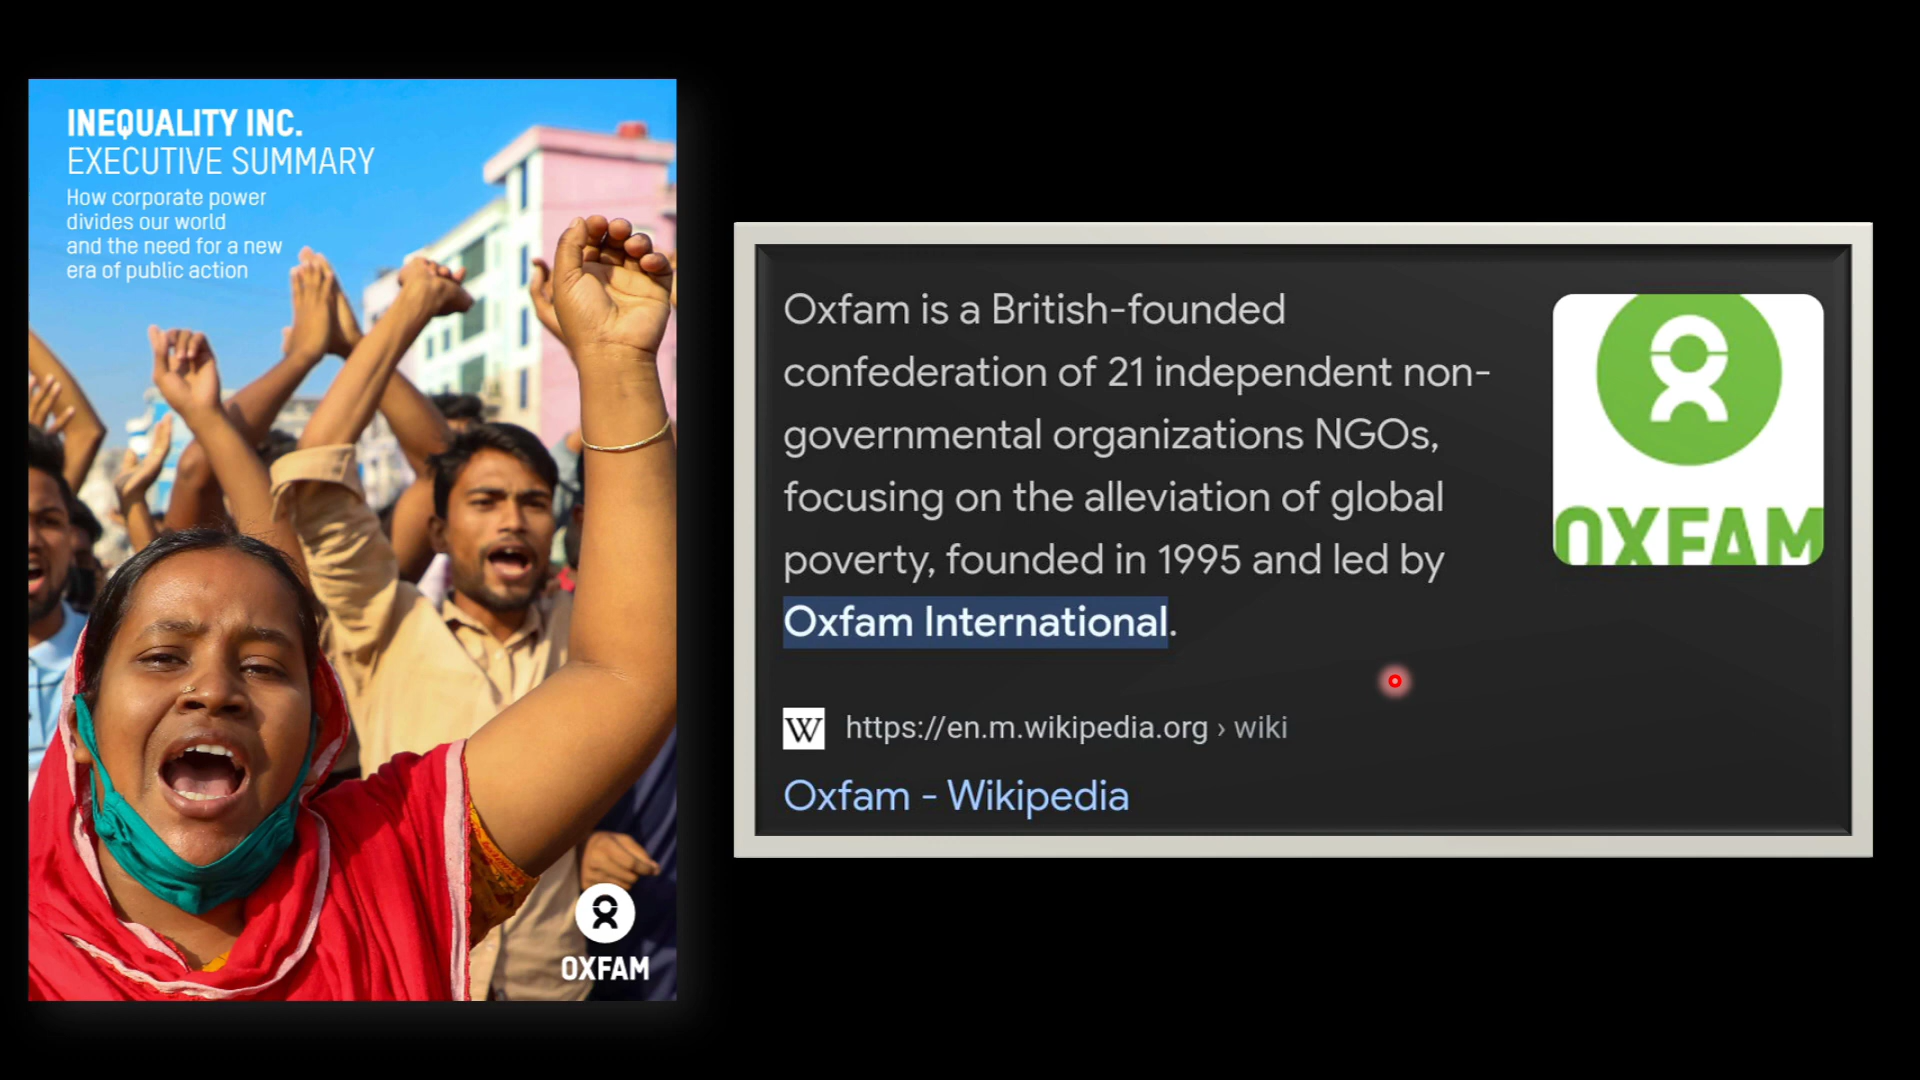 INEQUALITY INC.
EXECUTIVE SUMMARY
How corporate power
divides our world
and the need for a new
era of public action
OXFAM
Oxfam is a British-founded
confederation of 21 independent non-
governmental organizations NGOs,
focusing on the alleviation of global
poverty, founded in 1995 and led by
Oxfam International.
OXFAM
W https://en.m.wikipedia.org › wiki
Oxfam - Wikipedia